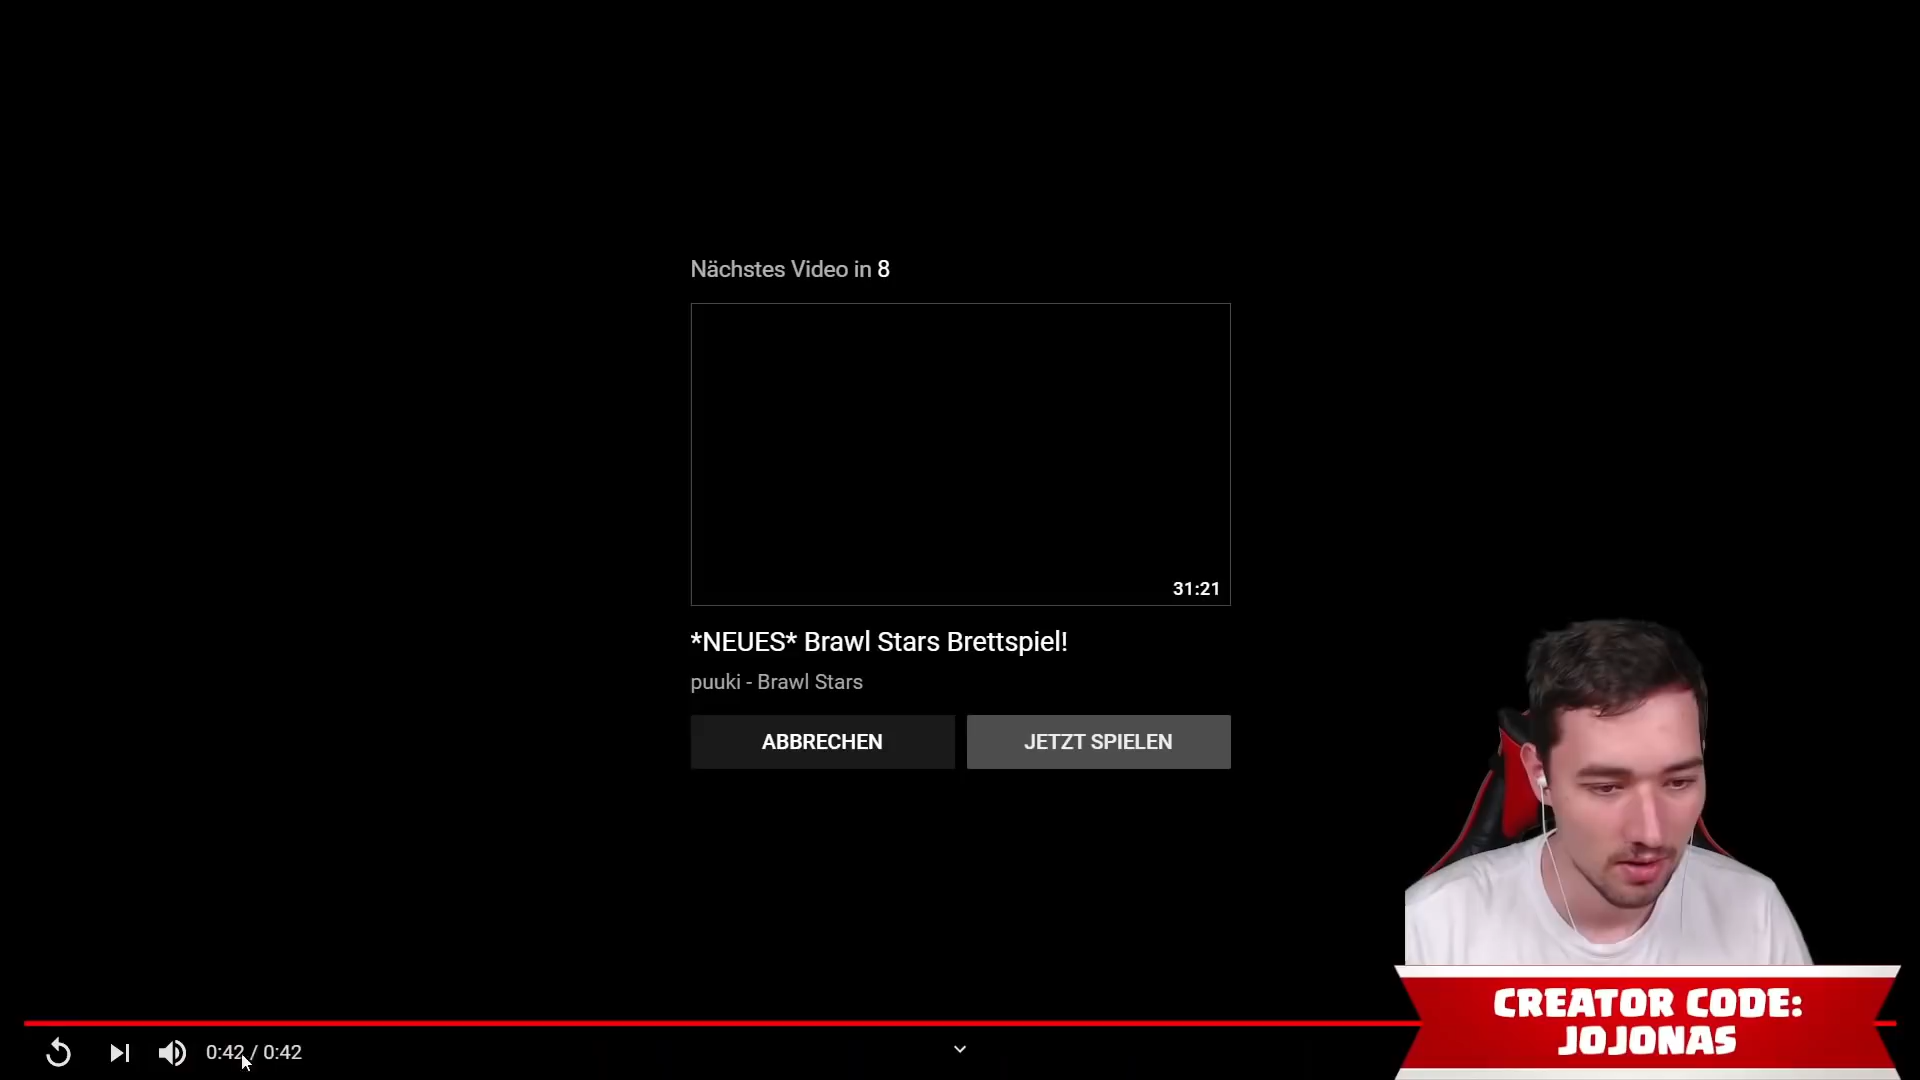 Nächstes Video in 8
31:21
*NEUES* Brawl Stars Brettspiel!
puuki - Brawl Stars
ABBRECHEN
JETZT SPIELEN
CREATOR CODE:
JOJONAS
0:42 / 0:42